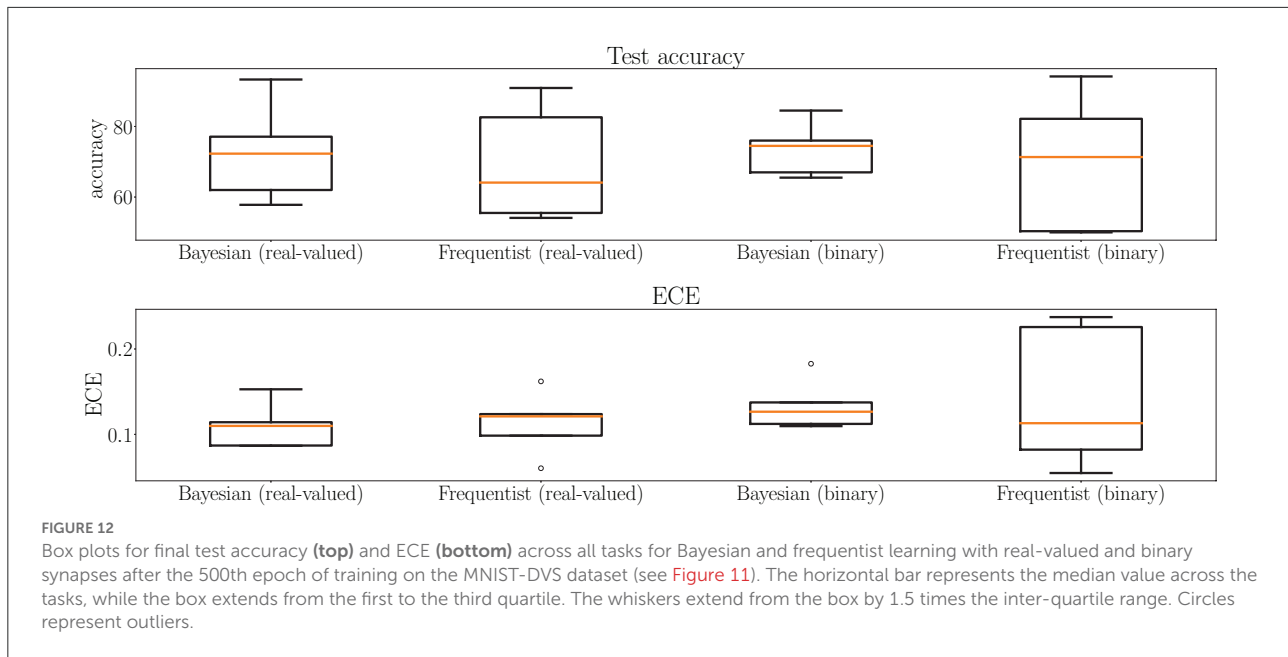 Test accuracy
accuracy
80
60
Bayesian (real-valued) Frequentist (real-valued) Bayesian (binary) Frequentist (binary)
ECE
ECE
0.2
0.1
Bayesian (real-valued) Frequentist (real-valued) Bayesian (binary) Frequentist (binary)
FIGURE 12
Box plots for final test accuracy (top) and ECE (bottom) across all tasks for Bayesian and frequentist learning with real-valued and binary
synapses after the 500th epoch of training on the MNIST-DVS dataset (see Figure 11). The horizontal bar represents the median value across the
tasks, while the box extends from the first to the third quartile. The whiskers extend from the box by 1.5 times the inter-quartile range. Circles
represent outliers.